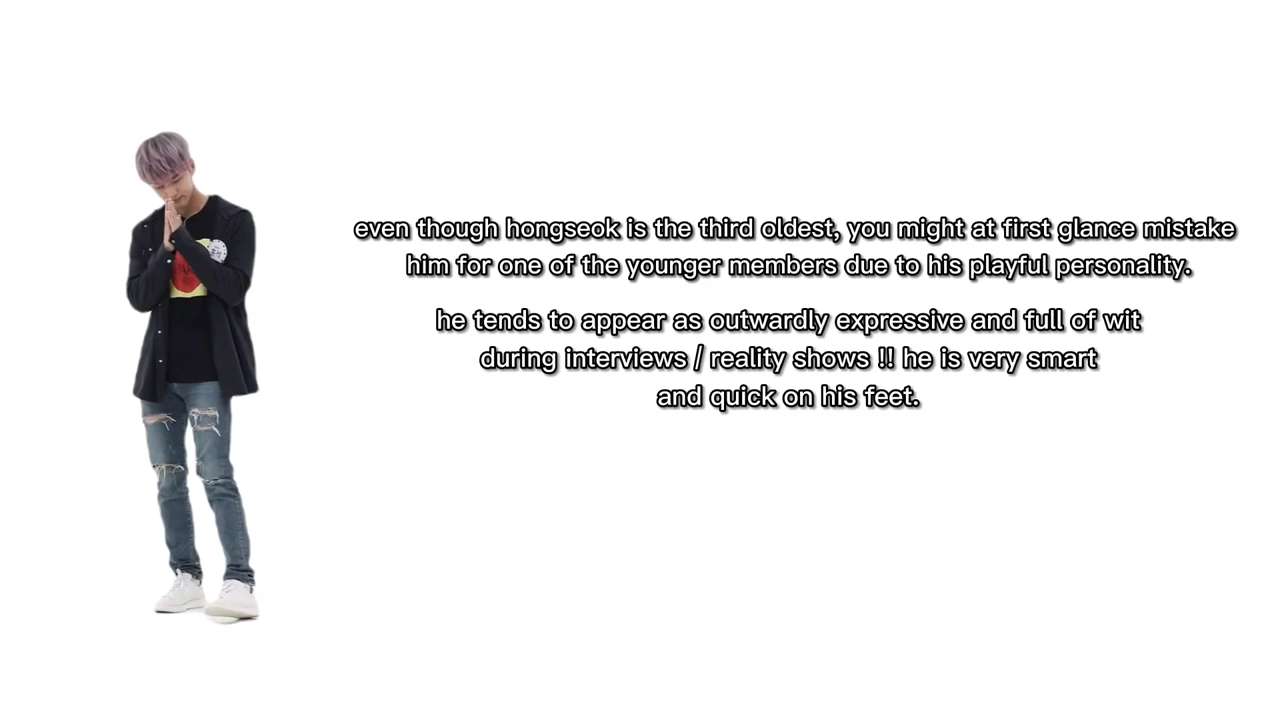 even though hongseok is the third oldest, you might at first glance mistake
him for one of the younger members due to his playful personality.
he tends to appear as outwardly expressive and full of wit
during interviews / reality shows !! he is very smart
and quick on his feet.